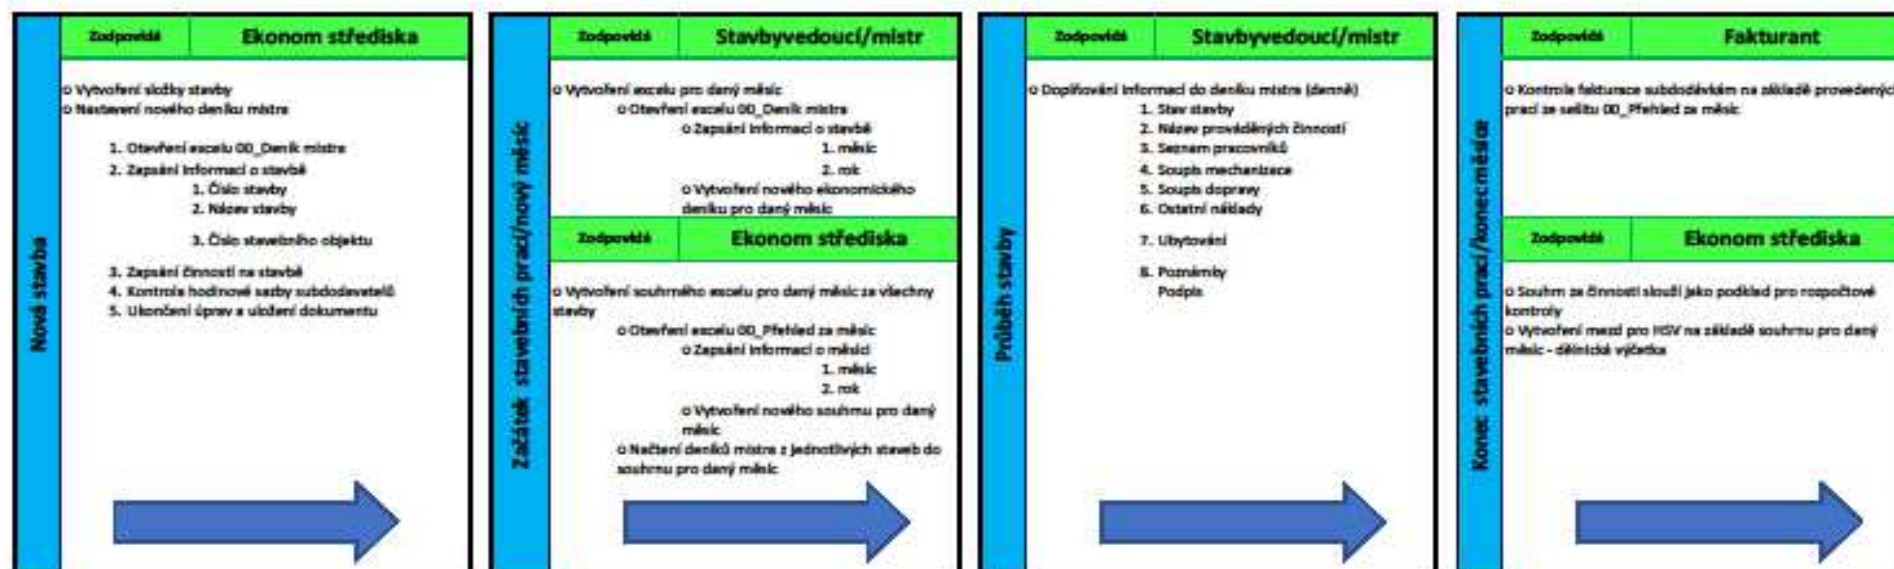 Nová stavba
Zodpovídá
Ekonom střediska
o Vytvoření složky stavby
o Nastavení nového deníku mistra
1. Otevření excelu 00_Deník mistra
2. Zapsání informací o stavbě
1. Číslo stavby
2. Název stavby
3. Číslo stavebního objektu
3. Zapsání činností na stavbě
4. Kontrola hodinové sazby subdodavatelů
5. Ukončení úprav a uložení dokumentu
Začátek stavebních prací/nový měsíc
Zodpovídá
Stavbyvedoucí/mistr
o Vytvoření excelu pro daný měsíc
o Otevření excelu 00_Deník mistra
o Zapsání informací o stavbě
1. měsíc
2. rok
o Vytvoření nového ekonomického
deníku pro daný měsíc
Zodpovídá
Ekonom střediska
o Vytvoření souhrného excelu pro daný měsíc za všechny
stavby
o Otevření excelu 00_Přehled za měsíc
o Zapsání informací o měsíci
1. měsíc
2. rok
o Vytvoření nového souhrnu pro daný
měsíc
o Načtení deníků mistra z jednotlivých staveb do
souhrnu pro daný měsíc
Průběh stavby
Zodpovídá
Stavbyvedoucí/mistr
o Doplňování informací do deníku mistra (denně)
1. Stav stavby
2. Název prováděných činností
3. Seznam pracovníků
4. Soupis mechanizace
5. Soupis dopravy
6. Ostatní náklady
7. Ubytování
8. Poznámky
Podpis
Konec stavebních prací/konec měsíce
Zodpovídá
Fakturant
o Kontrola fakturace subdodávkám na základě provedených
prací ze sešitu 00_Přehled za měsíc
Zodpovídá
Ekonom střediska
o Souhrn za činnosti slouží jako podklad pro rozpočtové
kontroly
o Vytvoření mezd pro HSV na základě souhrnu pro daný
měsíc - dělnická výčetka